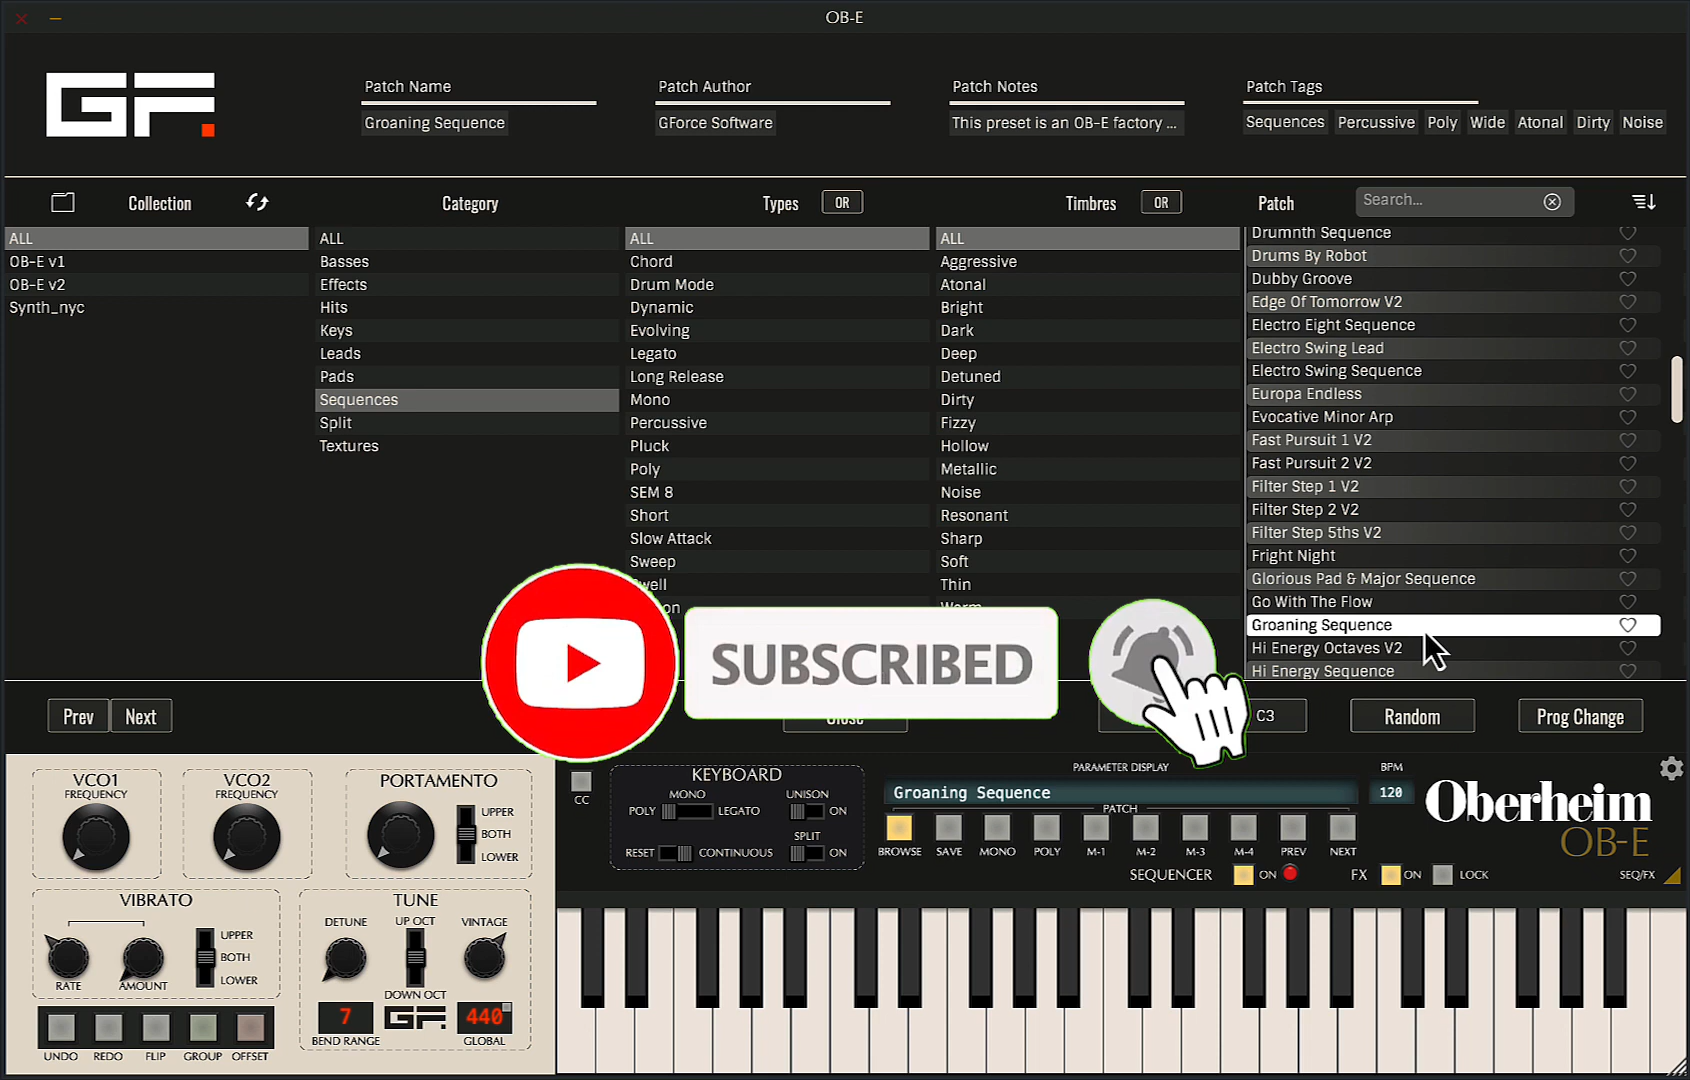 OB-E
GF.
Patch Name
Patch Author
Patch Notes
Patch Tags
Groaning Sequence
GForce Software
This preset is an OB-E factory ...
Sequences Percussive Poly Wide Atonal Dirty Noise
Collection
Category
Types OR
Timbres OR
Patch
Search...
ALL
OB-E v1
OB-E v2
Synth_nyc
ALL
Basses
Effects
Hits
Keys
Leads
Pads
Sequences
Split
Textures
ALL
Chord
Drum Mode
Dynamic
Evolving
Legato
Long Release
Mono
Percussive
Pluck
Poly
SEM 8
Short
Slow Attack
Sweep
ALL
Aggressive
Atonal
Bright
Dark
Deep
Detuned
Dirty
Fizzy
Hollow
Metallic
Noise
Resonant
Sharp
Soft
Thin
Warm
Drumnth Sequence
Drums By Robot
Dubby Groove
Edge Of Tomorrow V2
Electro Eight Sequence
Electro Swing Lead
Electro Swing Sequence
Europa Endless
Evocative Minor Arp
Fast Pursuit 1 V2
Fast Pursuit 2 V2
Filter Step 1 V2
Filter Step 2 V2
Filter Step 5ths V2
Fright Night
Glorious Pad & Major Sequence
Go With The Flow
Groaning Sequence
Hi Energy Octaves V2
Hi Energy Sequence
SUBSCRIBED
Prev Next
Close
C3
Random
Prog Change
VCO1
FREQUENCY
VCO2
FREQUENCY
PORTAMENTO
UPPER
BOTH
LOWER
VIBRATO
RATE
AMOUNT
UPPER
BOTH
LOWER
TUNE
DETUNE
UP OCT
VINTAGE
DOWN OCT
7
GF.
440
BEND RANGE
GLOBAL
UNDO REDO FLIP GROUP OFFSET
CC
KEYBOARD
MONO
POLY LEGATO
UNISON
ON
RESET CONTINUOUS
SPLIT
ON
PARAMETER DISPLAY
Groaning Sequence
PATCH
BPM
120
BROWSE SAVE MONO POLY M-1 M-2 M-3 M-4 PREV NEXT
SEQUENCER ON
FX ON LOCK
Oberheim
OB-E
SEQ/FX